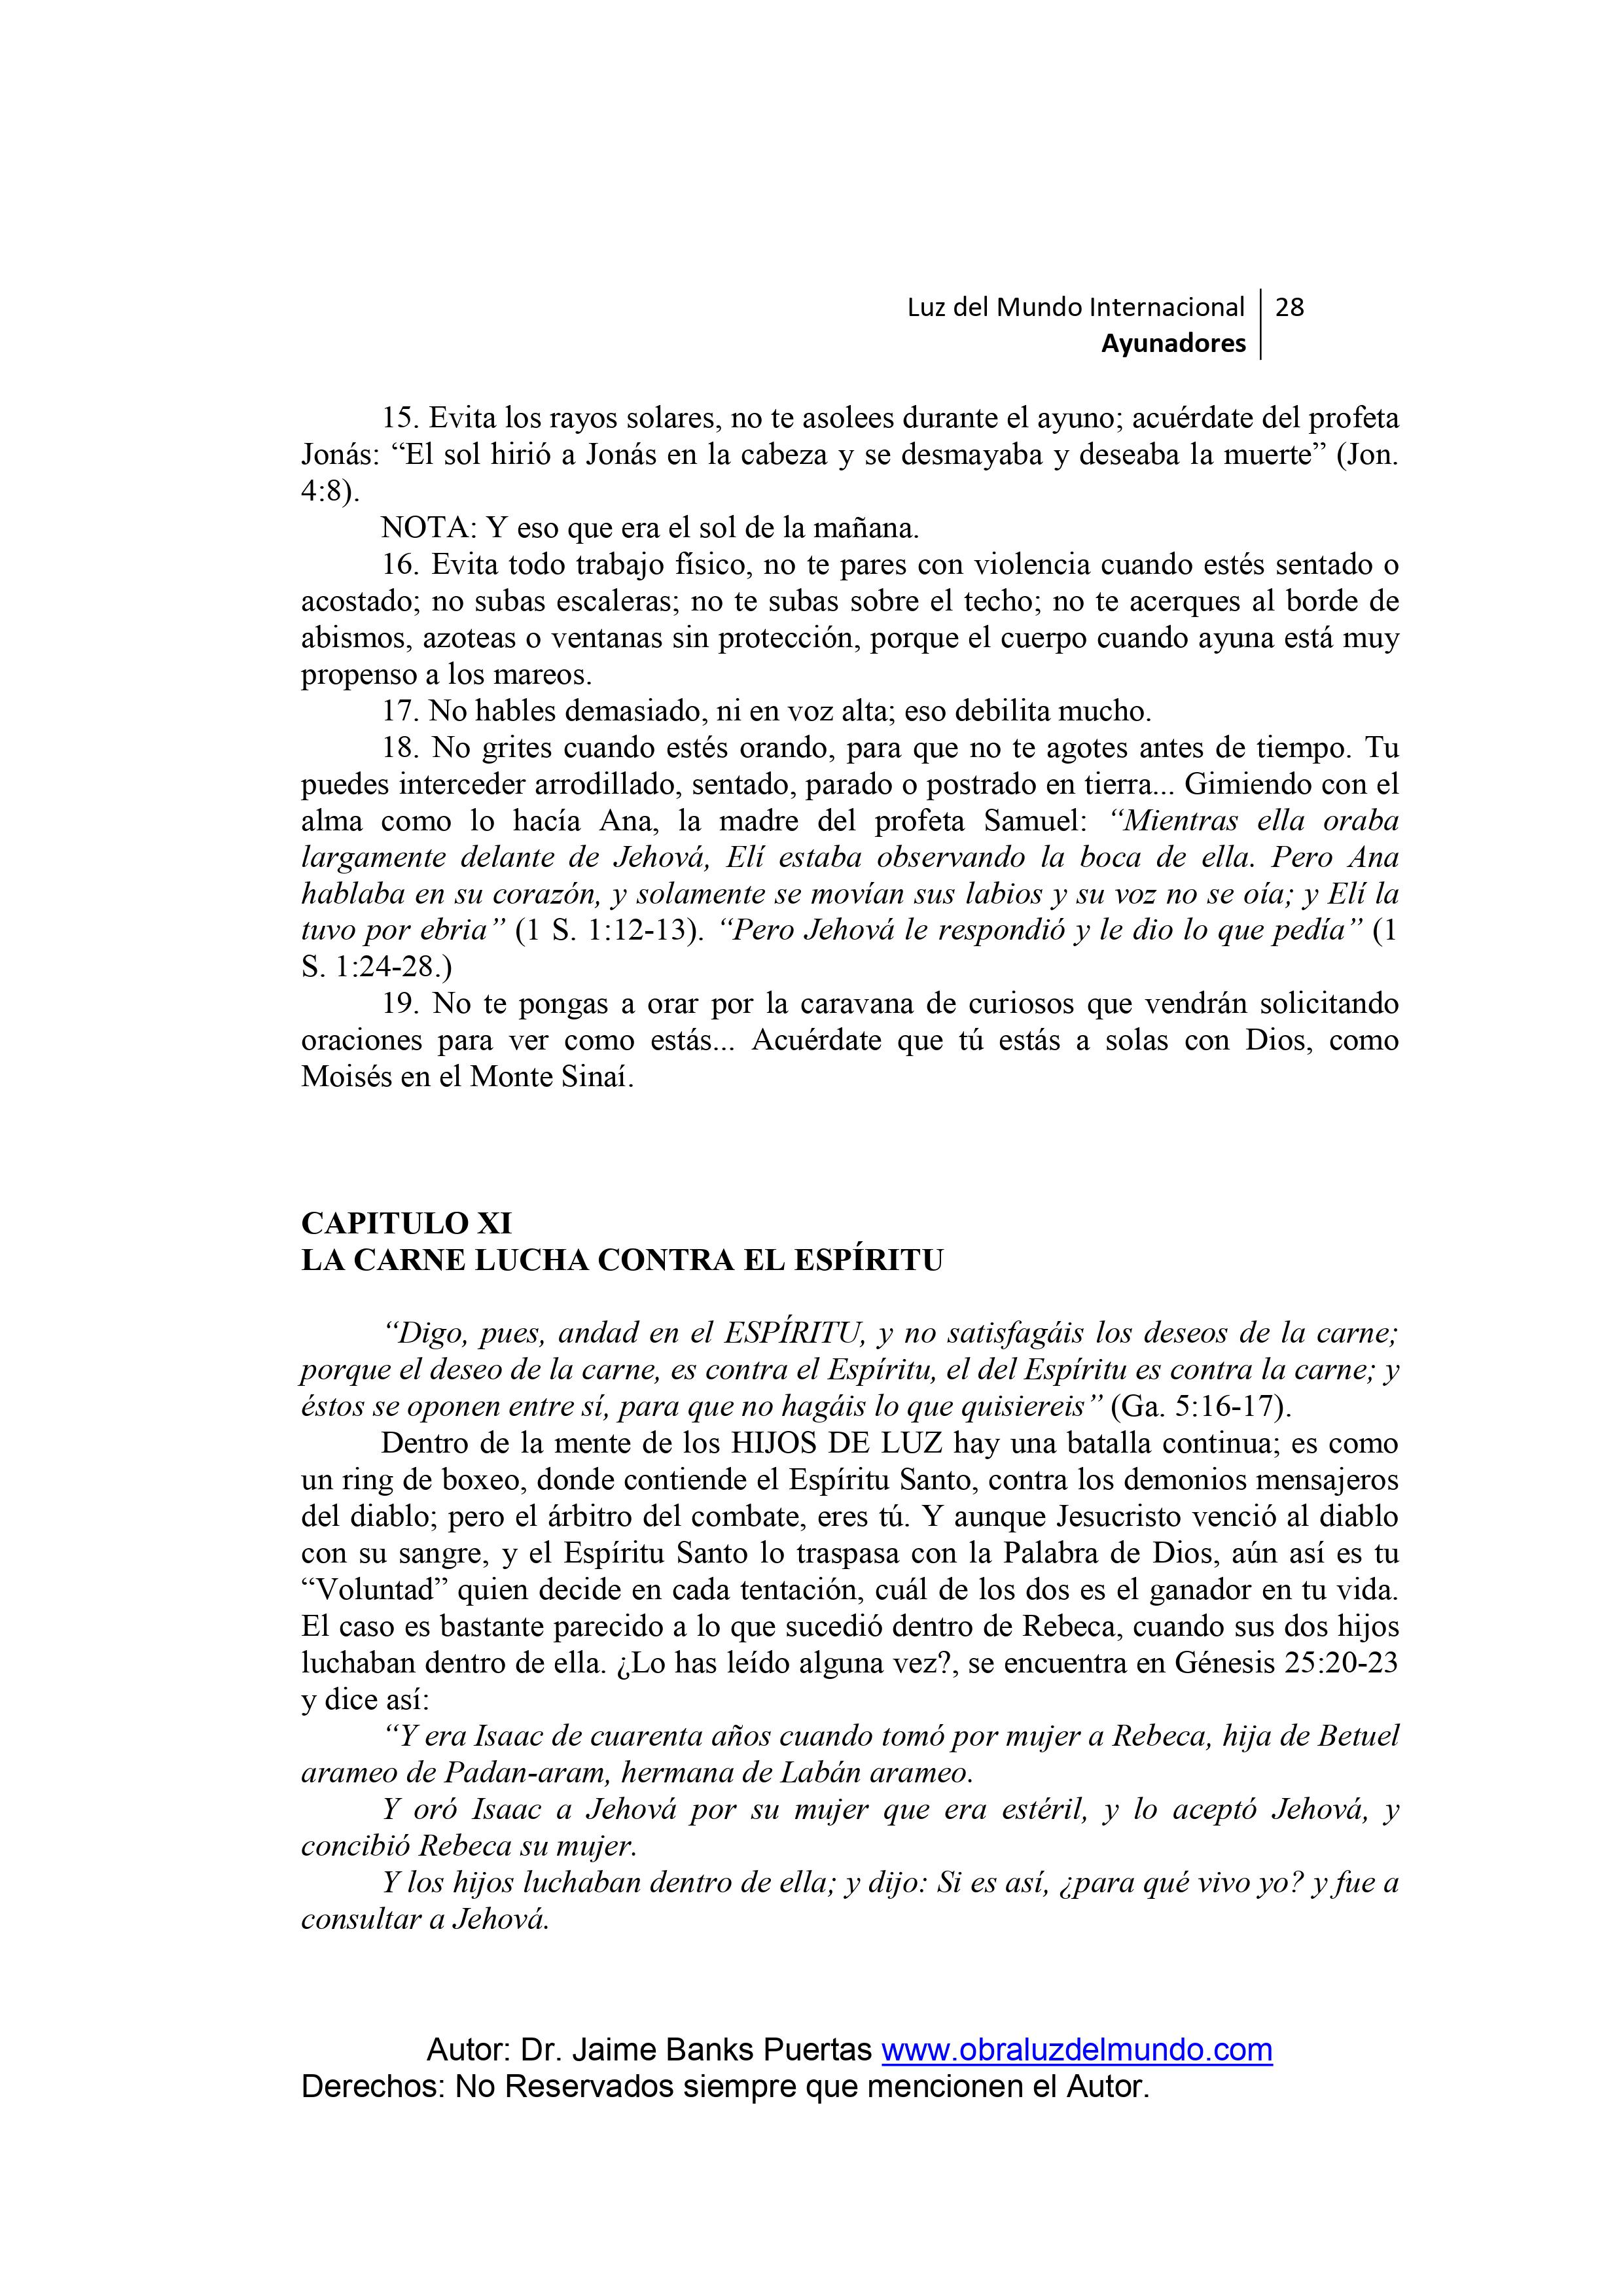 Luz del Mundo Internacional 28
Ayunadores
15. Evita los rayos solares, no te asolees durante el ayuno; acuérdate del profeta
Jonás: “El sol hirió a Jonás en la cabeza y se desmayaba y deseaba la muerte” (Jon.
4:8).
NOTA: Y eso que era el sol de la mañana.
16. Evita todo trabajo físico, no te pares con violencia cuando estés sentado o
acostado; no subas escaleras; no te subas sobre el techo; no te acerques al borde de
abismos, azoteas o ventanas sin protección, porque el cuerpo cuando ayuna está muy
propenso a los mareos.
17. No hables demasiado, ni en voz alta; eso debilita mucho.
18. No grites cuando estés orando, para que no te agotes antes de tiempo. Tu
puedes interceder arrodillado, sentado, parado o postrado en tierra... Gimiendo con el
alma como lo hacía Ana, la madre del profeta Samuel: “Mientras ella oraba
largamente delante de Jehová, Elí estaba observando la boca de ella. Pero Ana
hablaba en su corazón, y solamente se movían sus labios y su voz no se oía; y Elí la
tuvo por ebria” (1 S. 1:12-13). “Pero Jehová le respondió y le dio lo que pedía” (1
S. 1:24-28.)
19. No te pongas a orar por la caravana de curiosos que vendrán solicitando
oraciones para ver como estás... Acuérdate que tú estás a solas con Dios, como
Moisés en el Monte Sinaí.
CAPITULO XI
LA CARNE LUCHA CONTRA EL ESPÍRITU
“Digo, pues, andad en el ESPÍRITU, y no satisfagáis los deseos de la carne;
porque el deseo de la carne, es contra el Espíritu, el del Espíritu es contra la carne; y
éstos se oponen entre sí, para que no hagáis lo que quisiereis” (Ga. 5:16-17).
Dentro de la mente de los HIJOS DE LUZ hay una batalla continua; es como
un ring de boxeo, donde contiende el Espíritu Santo, contra los demonios mensajeros
del diablo; pero el árbitro del combate, eres tú. Y aunque Jesucristo venció al diablo
con su sangre, y el Espíritu Santo lo traspasa con la Palabra de Dios, aún así es tu
“Voluntad” quien decide en cada tentación, cuál de los dos es el ganador en tu vida.
El caso es bastante parecido a lo que sucedió dentro de Rebeca, cuando sus dos hijos
luchaban dentro de ella. ¿Lo has leído alguna vez?, se encuentra en Génesis 25:20-23
y dice así:
“Y era Isaac de cuarenta años cuando tomó por mujer a Rebeca, hija de Betuel
arameo de Padan-aram, hermana de Labán arameo.
Y oró Isaac a Jehová por su mujer que era estéril, y lo aceptó Jehová, y
concibió Rebeca su mujer.
Y los hijos luchaban dentro de ella; y dijo: Si es así, ¿para qué vivo yo? y fue a
consultar a Jehová.
Autor: Dr. Jaime Banks Puertas www.obraluzdelmundo.com
Derechos: No Reservados siempre que mencionen el Autor.